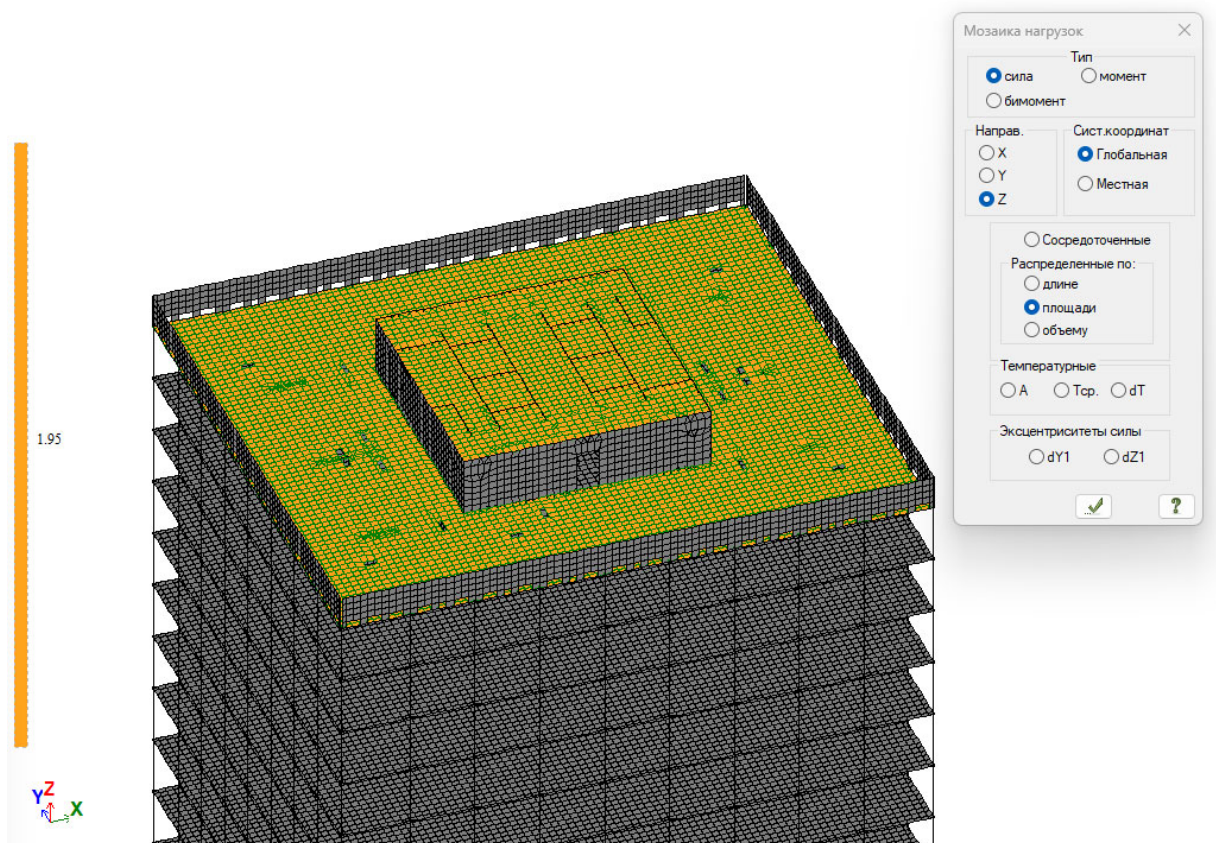 Мозаика нагрузок
Тип
сила момент
бимомент
Направ. Сист.координат
X Глобальная
Y Местная
Z
Сосредоточенные
Распределенные по:
длине
площади
объему
Температурные
A Tср. dT
Эксцентриситеты силы
dY1 dZ1
?
1.95
Z
Y X